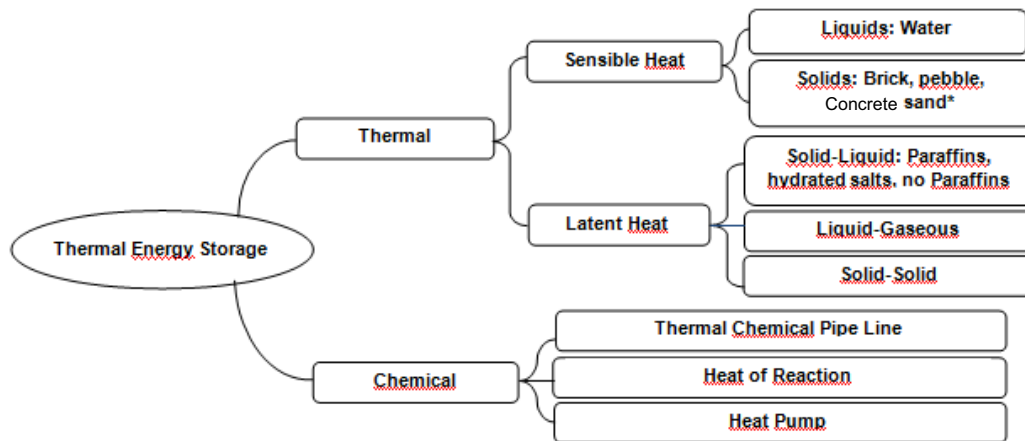 Liquids: Water
Sensible Heat
Solids: Brick, pebble,
Concrete sand*
Thermal
Solid-Liquid: Paraffins,
hydrated salts, no Paraffins
Latent Heat
Liquid-Gaseous
Thermal Energy Storage
Solid-Solid
Thermal Chemical Pipe Line
Chemical
Heat of Reaction
Heat Pump